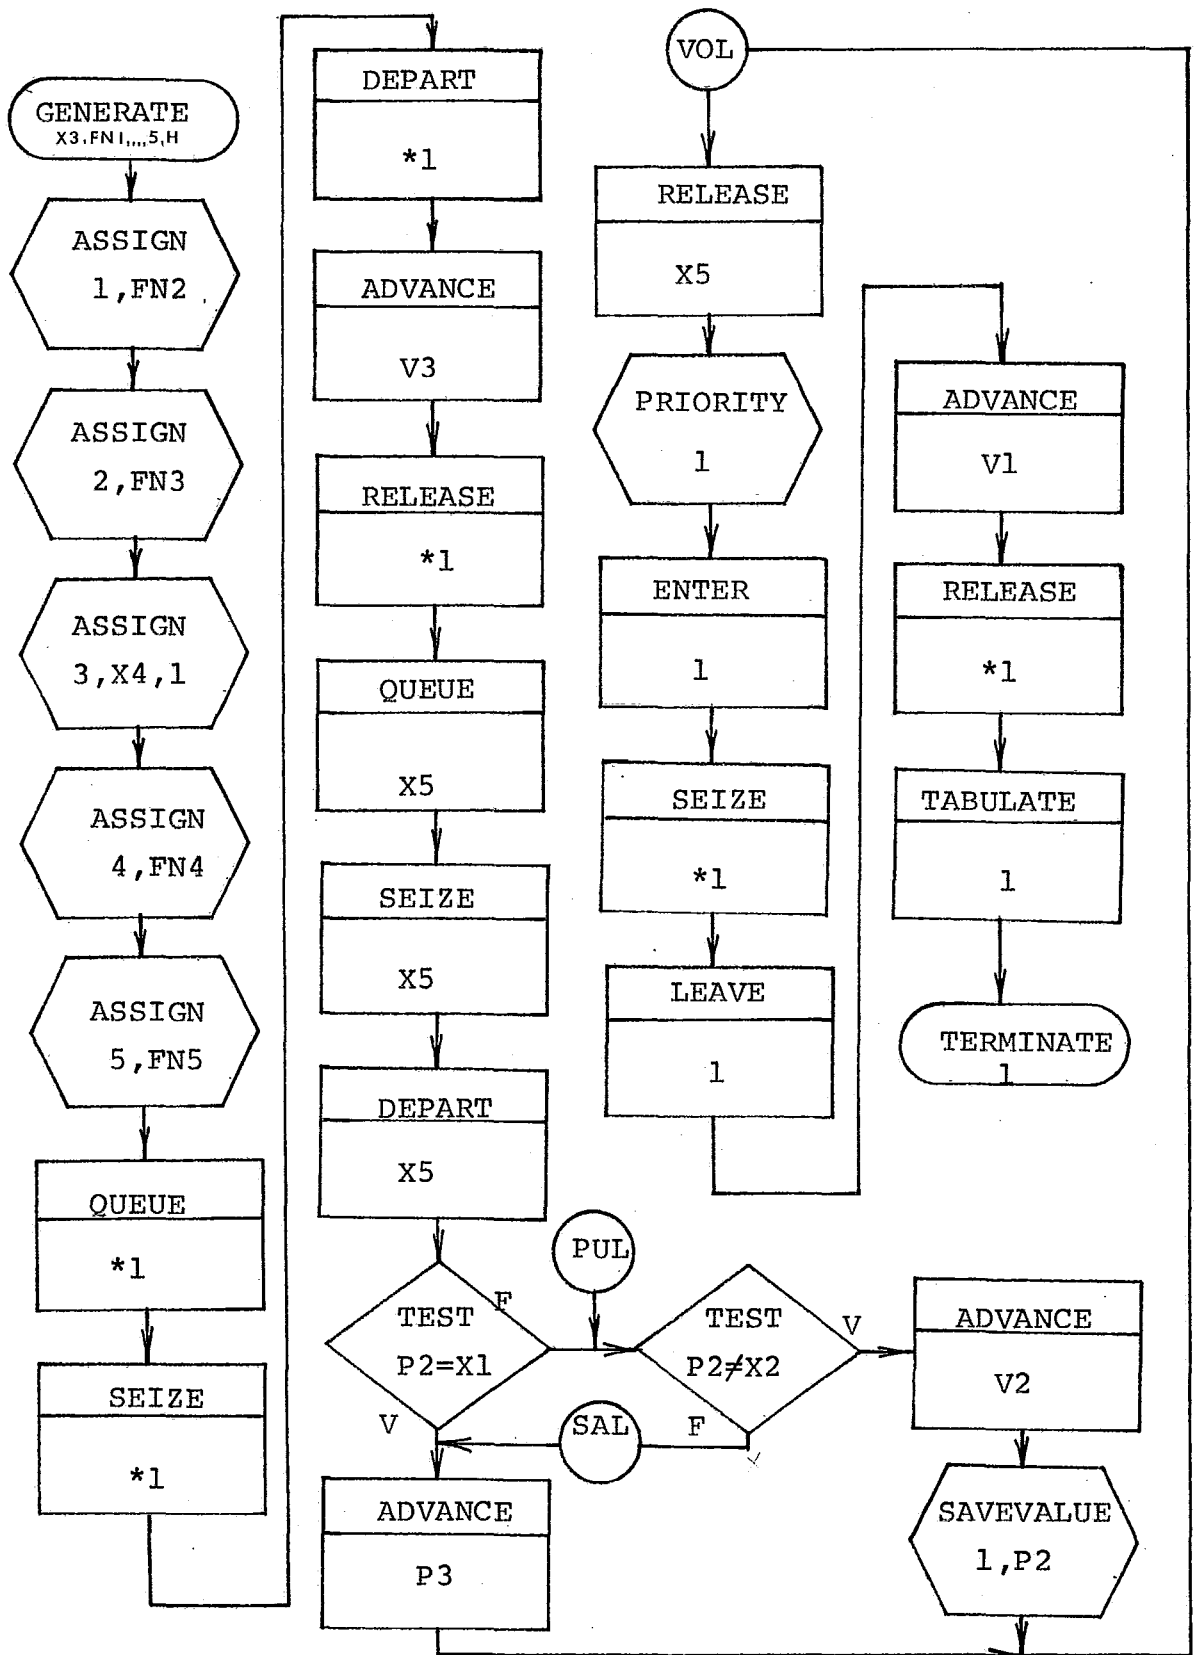 GENERATE
X3,FN1,,,,5,H
ASSIGN
1,FN2
ASSIGN
2,FN3
ASSIGN
3,X4,1
ASSIGN
4,FN4
ASSIGN
5,FN5
QUEUE
*1
SEIZE
*1
DEPART
*1
ADVANCE
V3
RELEASE
*1
QUEUE
X5
SEIZE
X5
DEPART
X5
TEST
P2=X1
F
V
PUL
TEST
P2≠X2
V
F
SAL
ADVANCE
P3
ADVANCE
V2
SAVEVALUE
1,P2
VOL
RELEASE
X5
PRIORITY
1
ENTER
1
SEIZE
*1
LEAVE
1
ADVANCE
V1
RELEASE
*1
TABULATE
1
TERMINATE
1